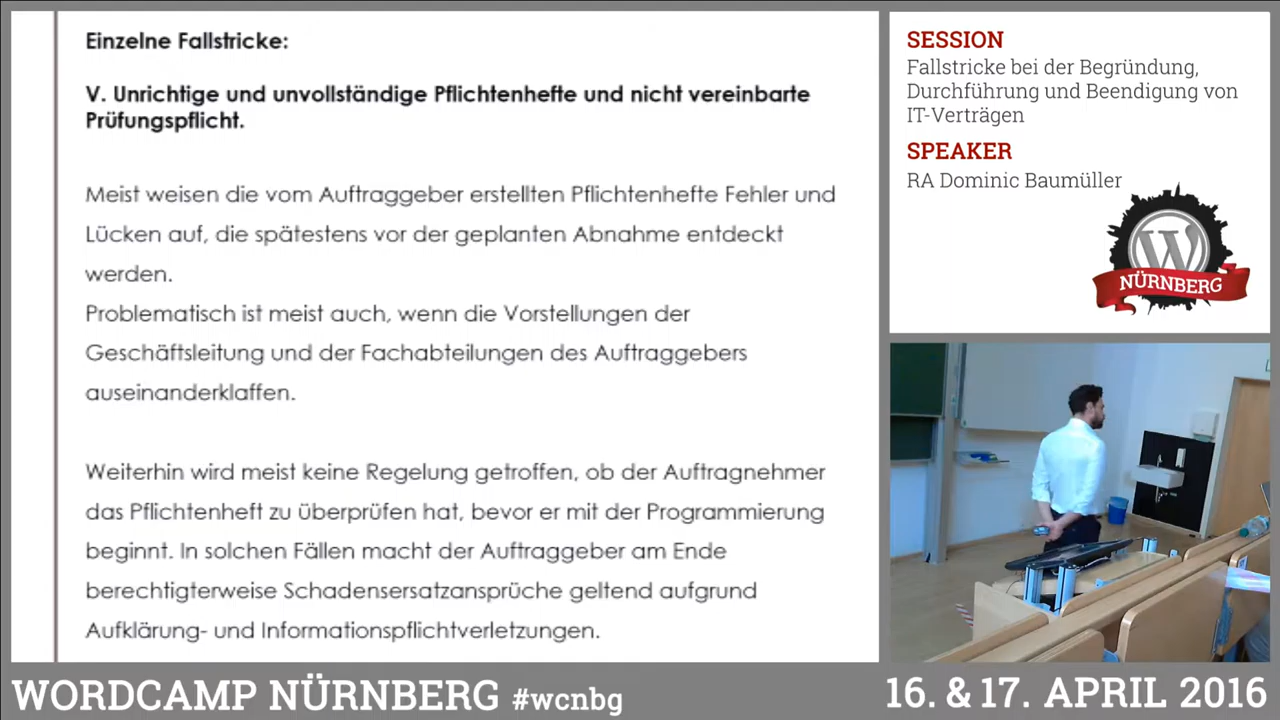 Einzelne Fallstricke:
V. Unrichtige und unvollständige Pflichtenhefte und nicht vereinbarte
Prüfungspflicht.
Meist weisen die vom Auftraggeber erstellten Pflichtenhefte Fehler und
Lücken auf, die spätestens vor der geplanten Abnahme entdeckt
werden.
Problematisch ist meist auch, wenn die Vorstellungen der
Geschäftsleitung und der Fachabteilungen des Auftraggebers
auseinanderklaffen.
Weiterhin wird meist keine Regelung getroffen, ob der Auftragnehmer
das Pflichtenheft zu überprüfen hat, bevor er mit der Programmierung
beginnt. In solchen Fällen macht der Auftraggeber am Ende
berechtigterweise Schadensersatzansprüche geltend aufgrund
Aufklärung- und Informationspflichtverletzungen.
SESSION
Fallstricke bei der Begründung,
Durchführung und Beendigung von
IT-Verträgen
SPEAKER
RA Dominic Baumüller
W
NÜRNBERG
WORDCAMP NÜRNBERG #wcnbg
16. & 17. APRIL 2016